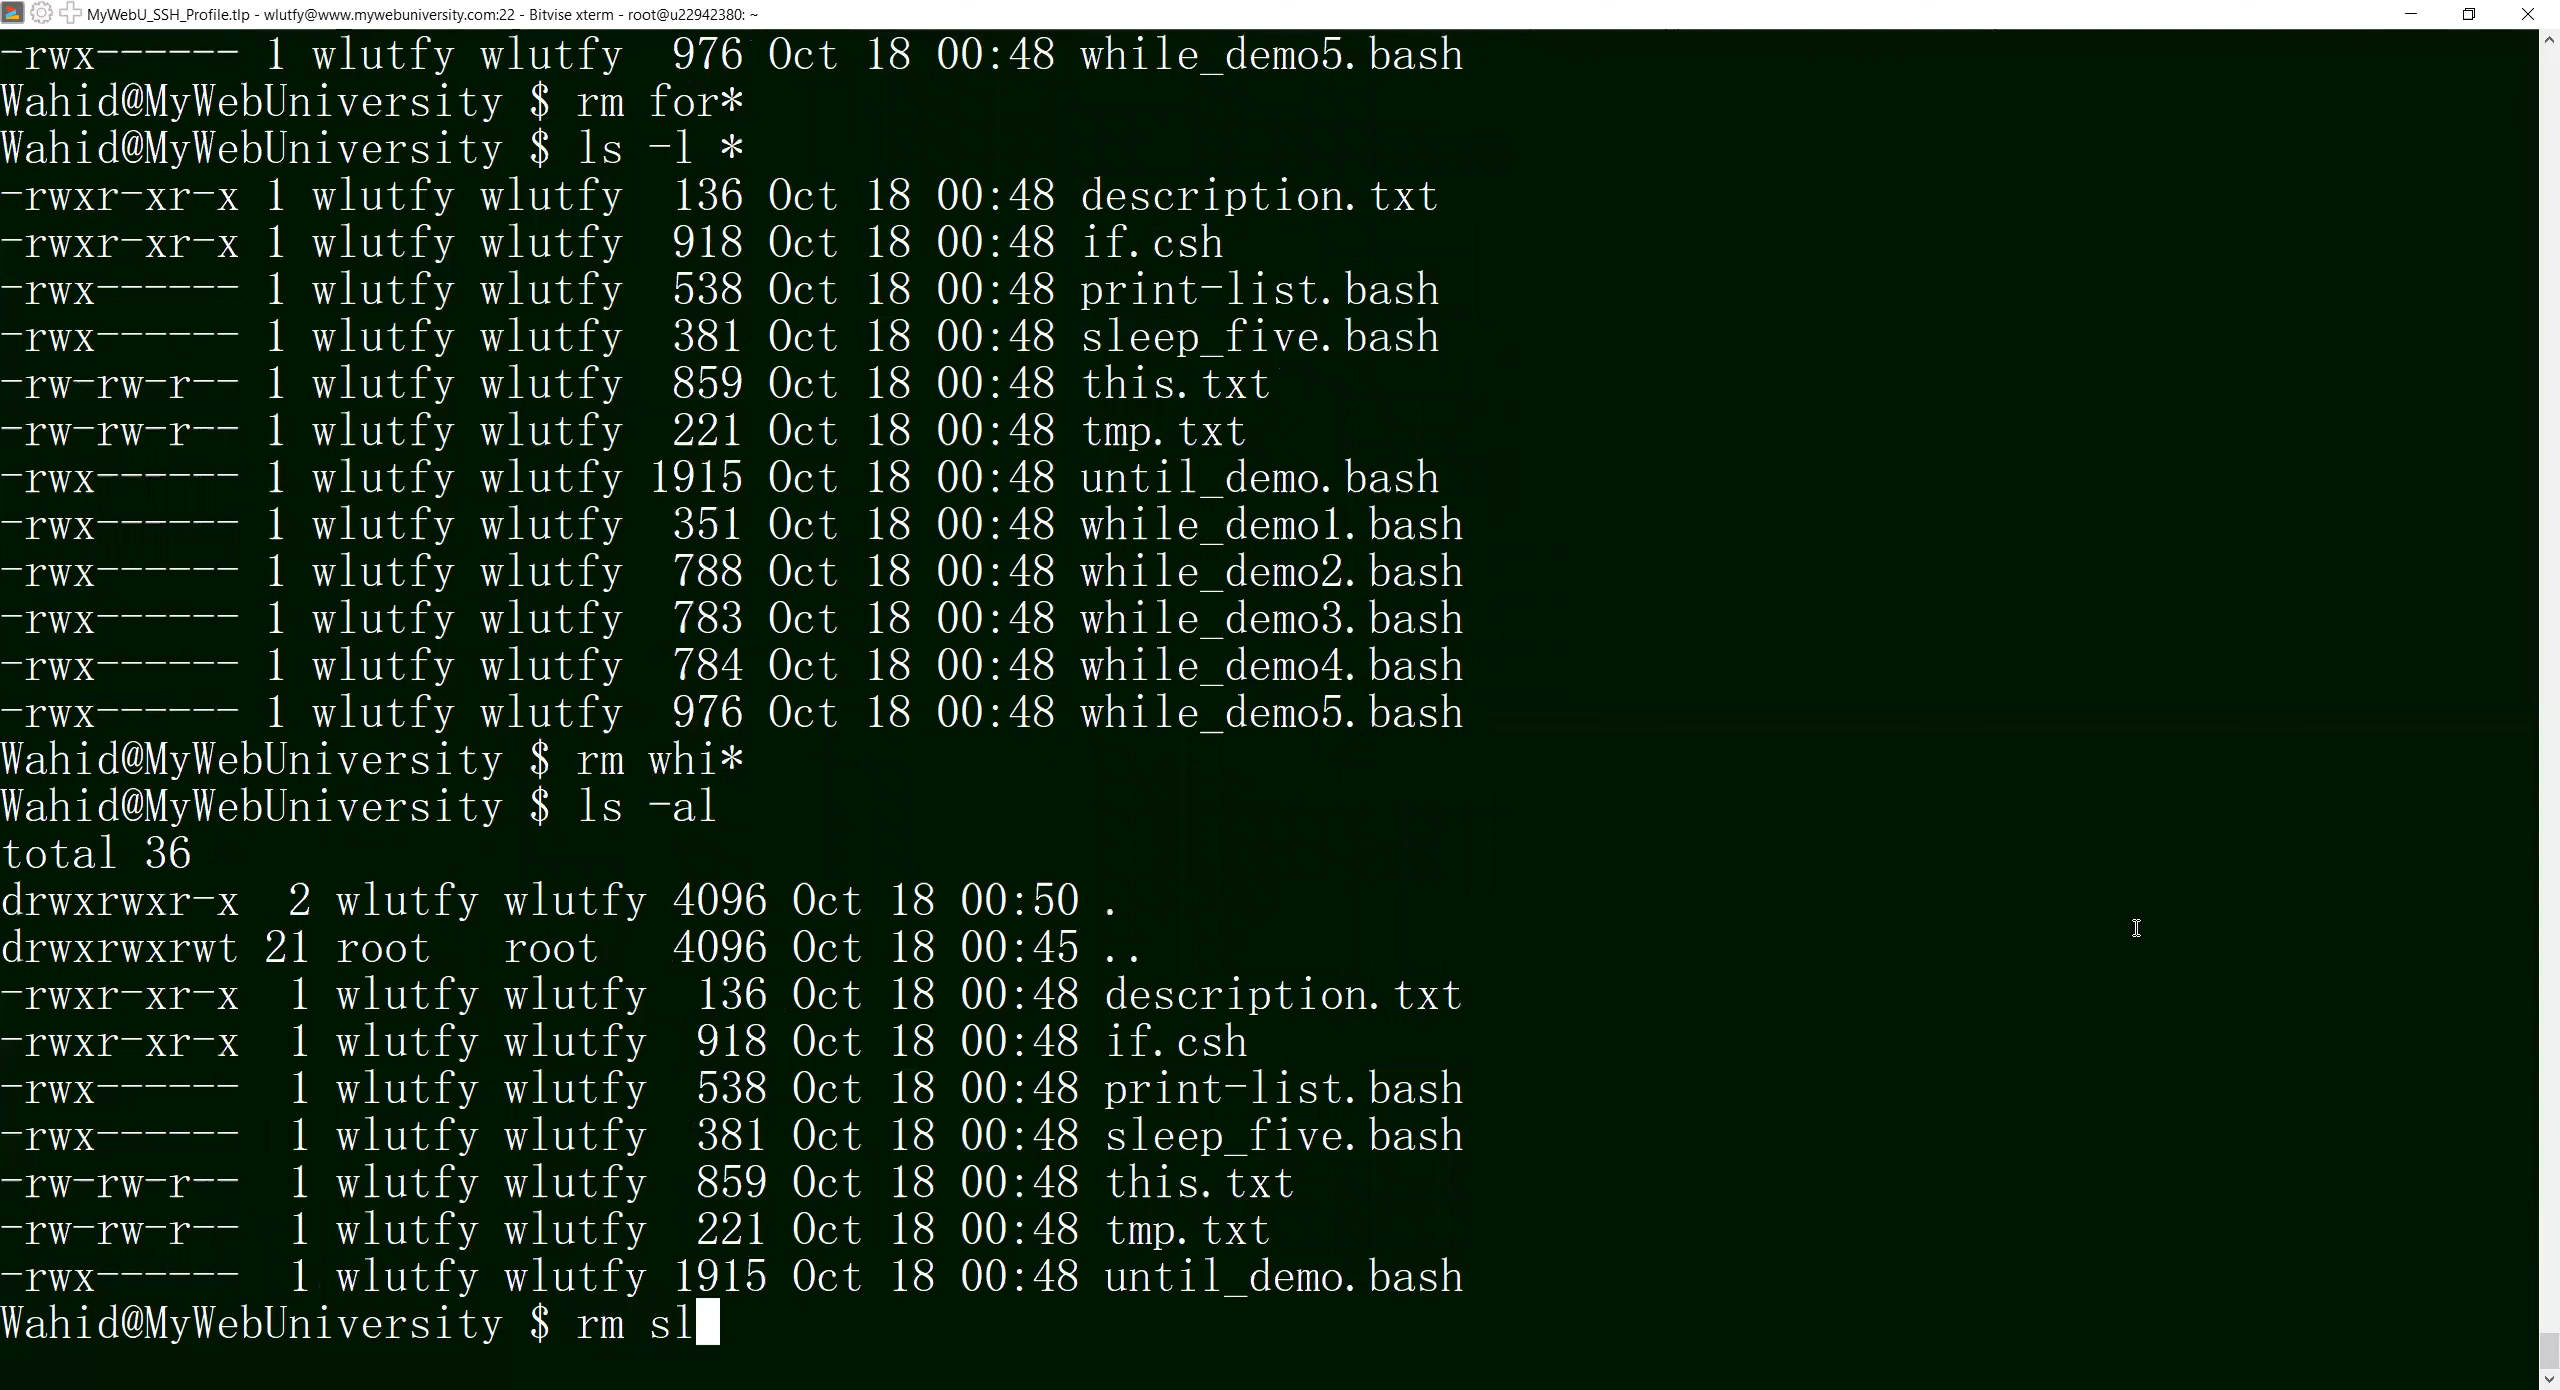 MyWebU_SSH_Profile.tlp - wlutfy@www.mywebuniversity.com:22 - Bitvise xterm - root@u22942380: ~
-rwx------ 1 wlutfy wlutfy  976 Oct 18 00:48 while_demo5.bash
Wahid@MyWebUniversity $ rm for*
Wahid@MyWebUniversity $ ls -l *
-rwxr-xr-x 1 wlutfy wlutfy  136 Oct 18 00:48 description.txt
-rwxr-xr-x 1 wlutfy wlutfy  918 Oct 18 00:48 if.csh
-rwx------ 1 wlutfy wlutfy  538 Oct 18 00:48 print-list.bash
-rwx------ 1 wlutfy wlutfy  381 Oct 18 00:48 sleep_five.bash
-rw-rw-r-- 1 wlutfy wlutfy  859 Oct 18 00:48 this.txt
-rw-rw-r-- 1 wlutfy wlutfy  221 Oct 18 00:48 tmp.txt
-rwx------ 1 wlutfy wlutfy 1915 Oct 18 00:48 until_demo.bash
-rwx------ 1 wlutfy wlutfy  351 Oct 18 00:48 while_demo1.bash
-rwx------ 1 wlutfy wlutfy  788 Oct 18 00:48 while_demo2.bash
-rwx------ 1 wlutfy wlutfy  783 Oct 18 00:48 while_demo3.bash
-rwx------ 1 wlutfy wlutfy  784 Oct 18 00:48 while_demo4.bash
-rwx------ 1 wlutfy wlutfy  976 Oct 18 00:48 while_demo5.bash
Wahid@MyWebUniversity $ rm whi*
Wahid@MyWebUniversity $ ls -al
total 36
drwxrwxr-x  2 wlutfy wlutfy 4096 Oct 18 00:50 .
drwxrwxrwt 21 root   root   4096 Oct 18 00:45 ..
-rwxr-xr-x  1 wlutfy wlutfy  136 Oct 18 00:48 description.txt
-rwxr-xr-x  1 wlutfy wlutfy  918 Oct 18 00:48 if.csh
-rwx------  1 wlutfy wlutfy  538 Oct 18 00:48 print-list.bash
-rwx------  1 wlutfy wlutfy  381 Oct 18 00:48 sleep_five.bash
-rw-rw-r--  1 wlutfy wlutfy  859 Oct 18 00:48 this.txt
-rw-rw-r--  1 wlutfy wlutfy  221 Oct 18 00:48 tmp.txt
-rwx------  1 wlutfy wlutfy 1915 Oct 18 00:48 until_demo.bash
Wahid@MyWebUniversity $ rm sl